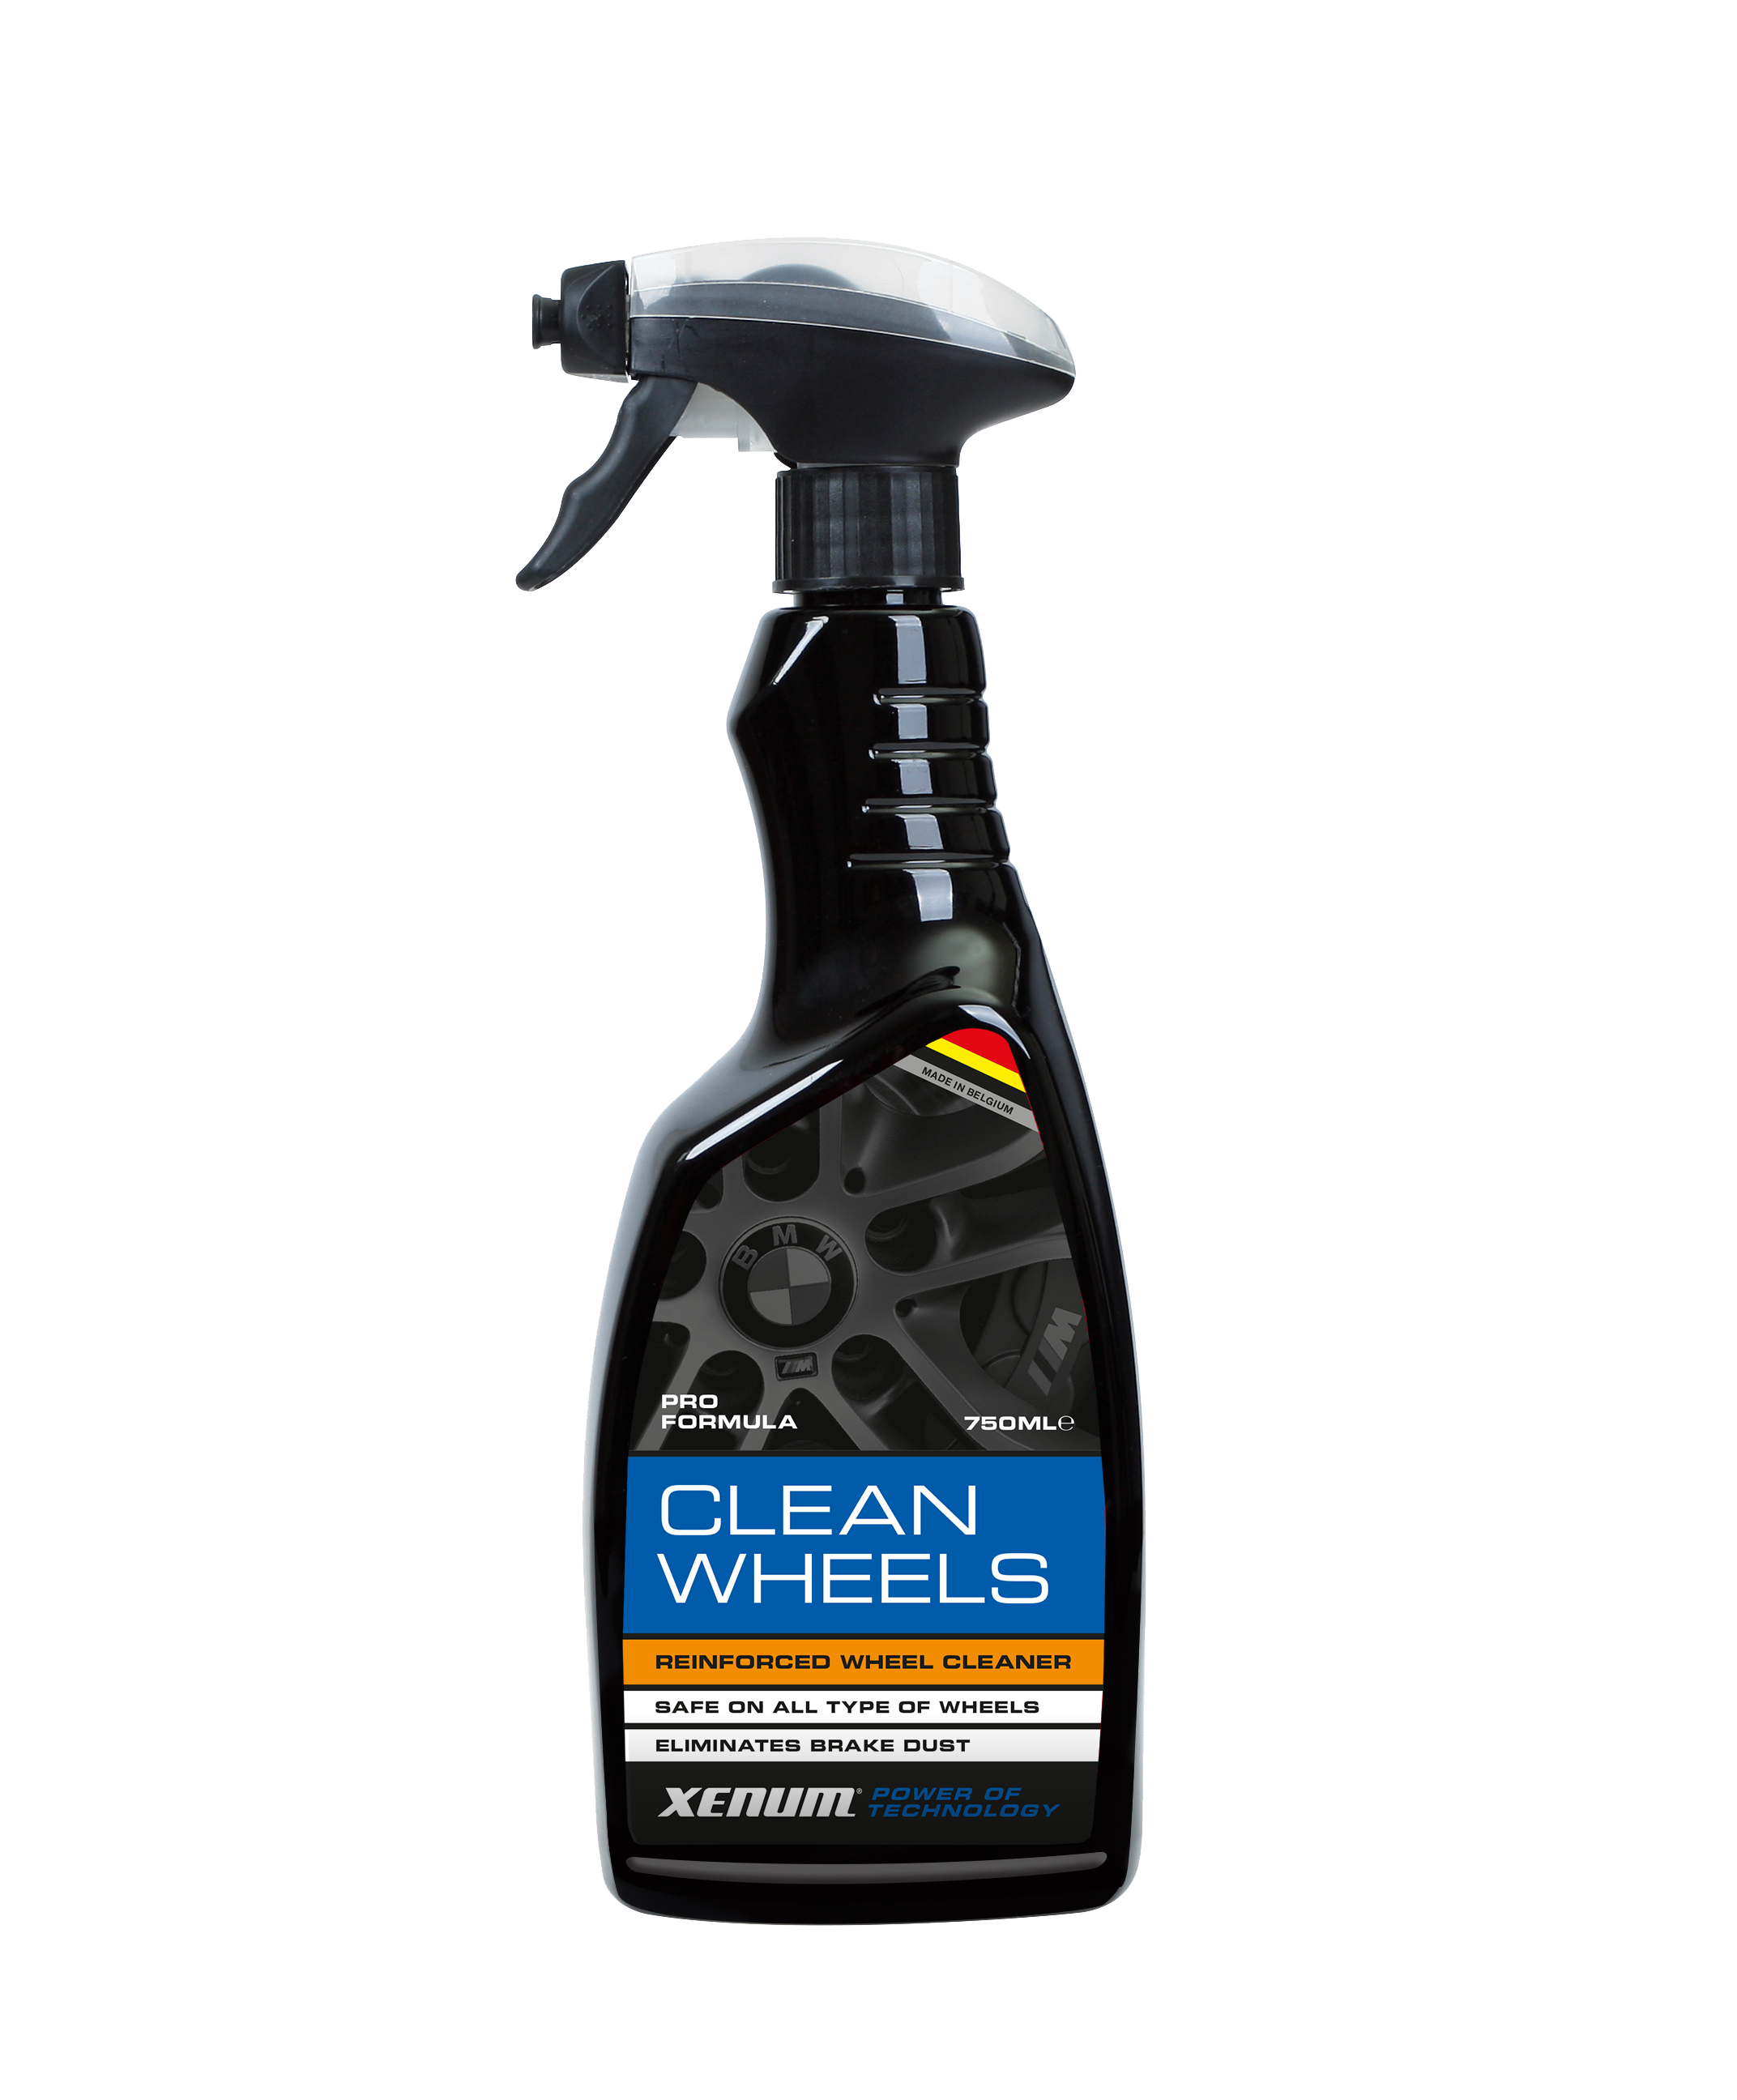 MADE IN BELGIUM
BMW
M
M
PRO
FORMULA
750ML℮
CLEAN
WHEELS
REINFORCED WHEEL CLEANER
SAFE ON ALL TYPE OF WHEELS
ELIMINATES BRAKE DUST
XENUM® POWER OF
TECHNOLOGY